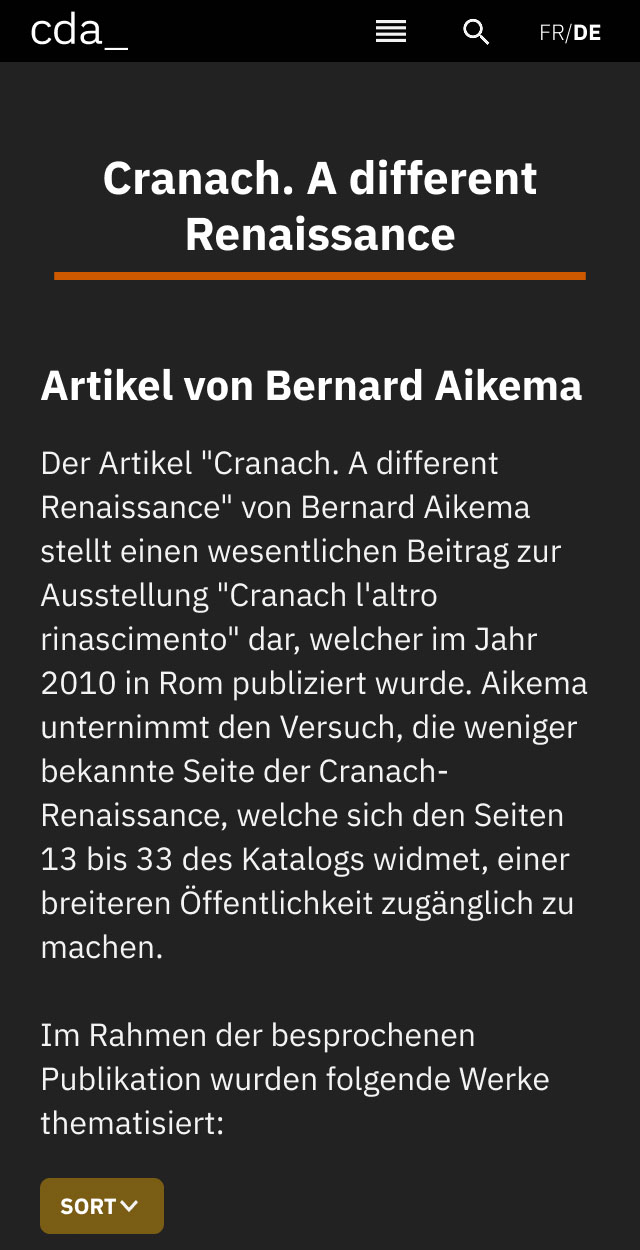 cda_
FR/DE
Cranach. A different
Renaissance
Artikel von Bernard Aikema
Der Artikel "Cranach. A different
Renaissance" von Bernard Aikema
stellt einen wesentlichen Beitrag zur
Ausstellung "Cranach l'altro
rinascimento" dar, welcher im Jahr
2010 in Rom publiziert wurde. Aikema
unternimmt den Versuch, die weniger
bekannte Seite der Cranach-
Renaissance, welche sich den Seiten
13 bis 33 des Katalogs widmet, einer
breiteren Öffentlichkeit zugänglich zu
machen.
Im Rahmen der besprochenen
Publikation wurden folgende Werke
thematisiert:
SORT